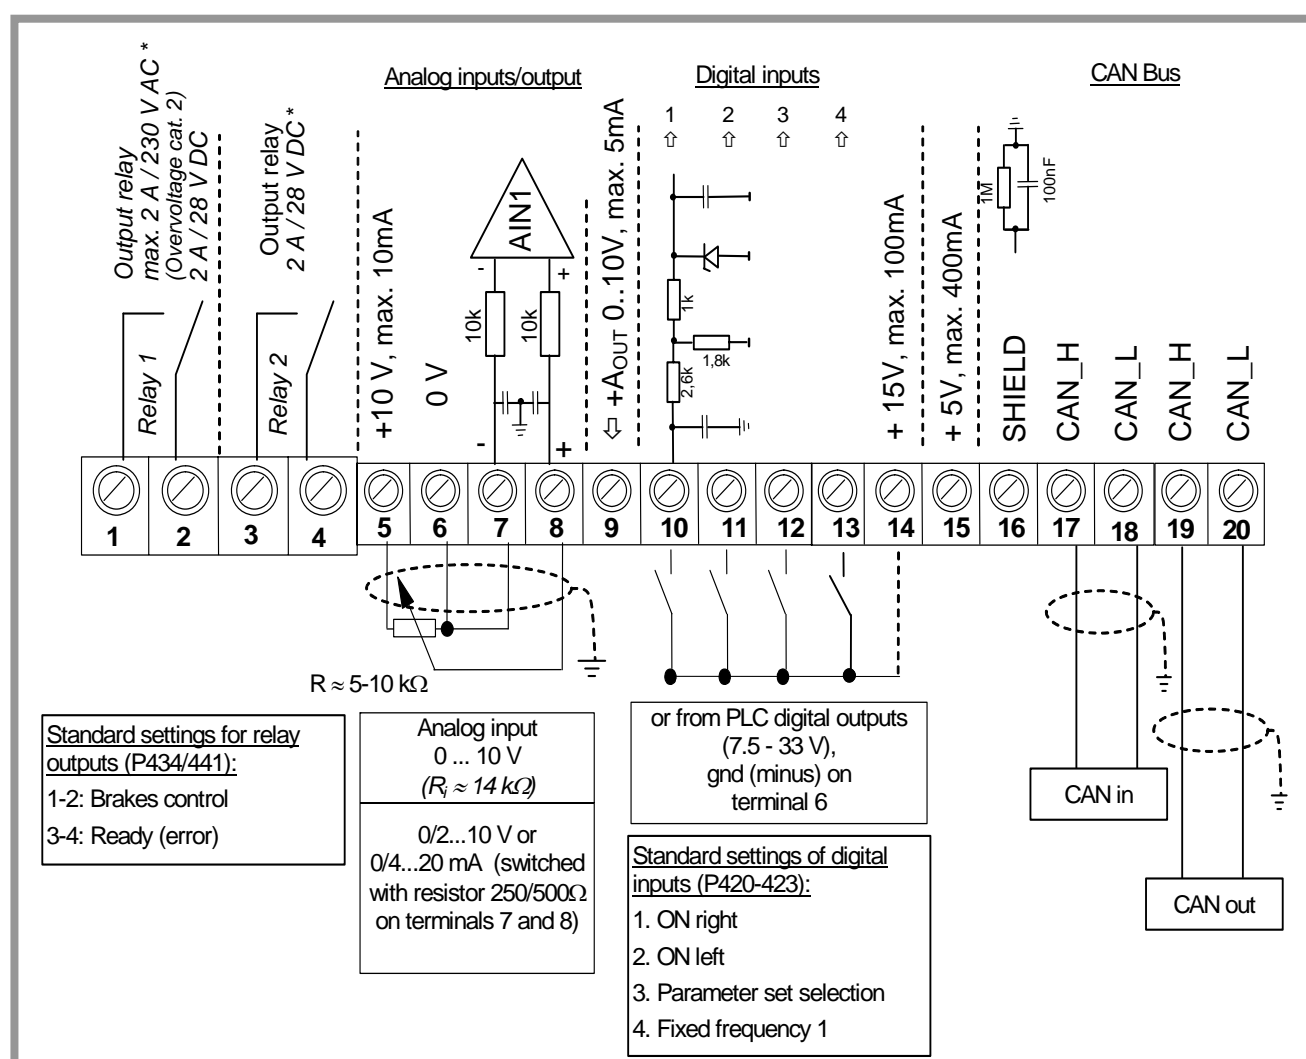 Analog inputs/output
Digital inputs
CAN Bus
Output relay
max. 2 A / 230 V AC *
(Overvoltage cat. 2)
2 A / 28 V DC
Output relay
2 A / 28 V DC *
Relay 1
Relay 2
+10 V, max. 10mA
0 V
AIN1
- +
10k
10k
- +
⇩ +AOUT 0..10V, max. 5mA
1 2 3 4
⇧ ⇧ ⇧ ⇧
1k
1,8k
2,6k
+ 15V, max. 100mA
+ 5V, max. 400mA
1M
100nF
SHIELD
CAN_H
CAN_L
CAN_H
CAN_L
1 2 3 4 5 6 7 8 9 10 11 12 13 14 15 16 17 18 19 20
R ≈ 5-10 kΩ
Standard settings for relay
outputs (P434/441):
1-2: Brakes control
3-4: Ready (error)
Analog input
0 ... 10 V
(Ri ≈ 14 kΩ)
0/2...10 V or
0/4...20 mA (switched
with resistor 250/500Ω
on terminals 7 and 8)
or from PLC digital outputs
(7.5 - 33 V),
gnd (minus) on
terminal 6
Standard settings of digital
inputs (P420-423):
1. ON right
2. ON left
3. Parameter set selection
4. Fixed frequency 1
CAN in
CAN out